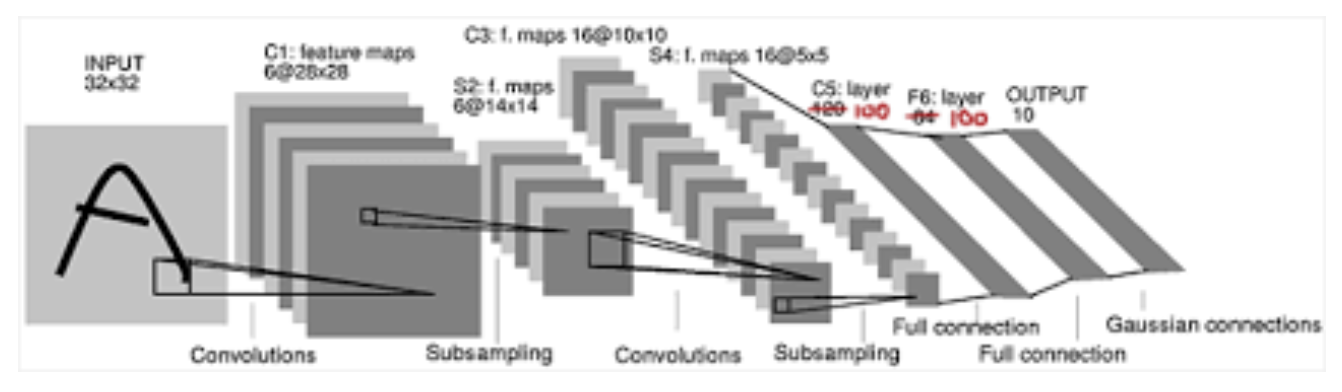 INPUT
32x32
C1: feature maps
6@28x28
S2: f. maps
6@14x14
C3: f. maps 16@10x10
S4: f. maps 16@5x5
C5: layer
120 100
F6: layer
84 100
OUTPUT
10
Convolutions
Subsampling
Convolutions
Subsampling
Full connection
Full connection
Gaussian connections